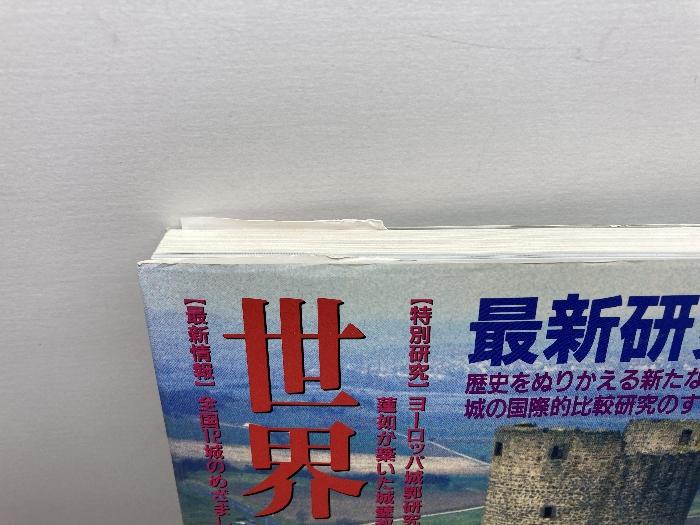 最新研
歴史をぬりかえる新たな
城の国際的比較研究のす
【特別研究】ヨーロッパ城郭研究
蓮如が築いた城
世界
【最新情報】全国城のめざまし